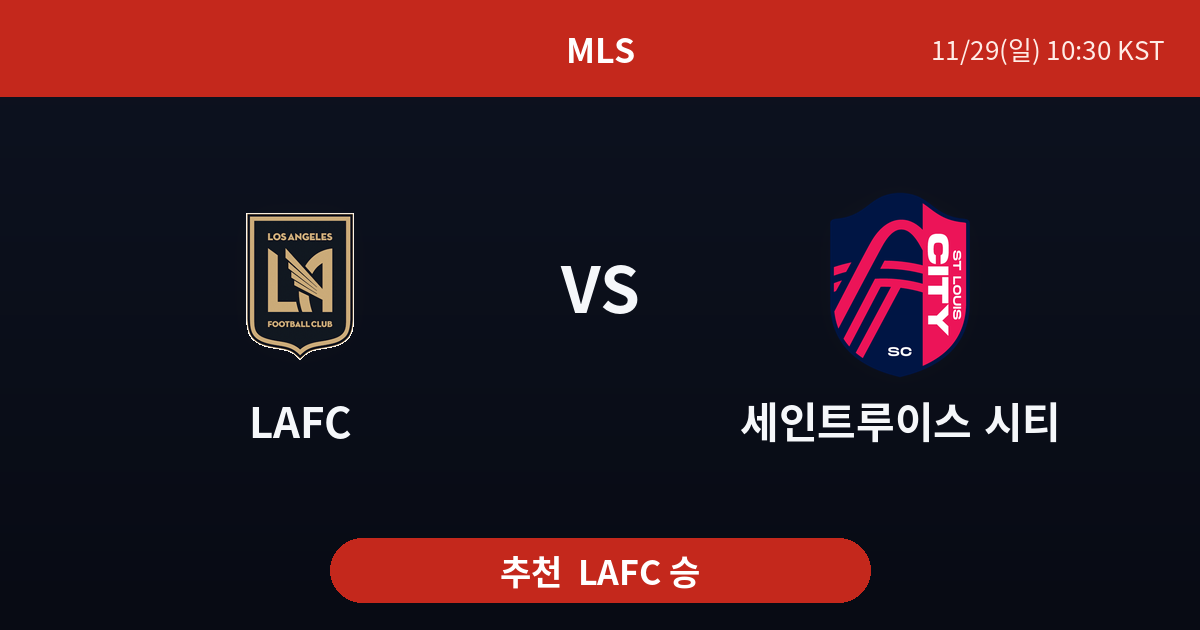 MLS
11/29(일) 10:30 KST
LOS ANGELES
LA
FOOTBALL CLUB
VS
ST LOUIS
CITY
SC
LAFC
세인트루이스 시티
추천 LAFC 승